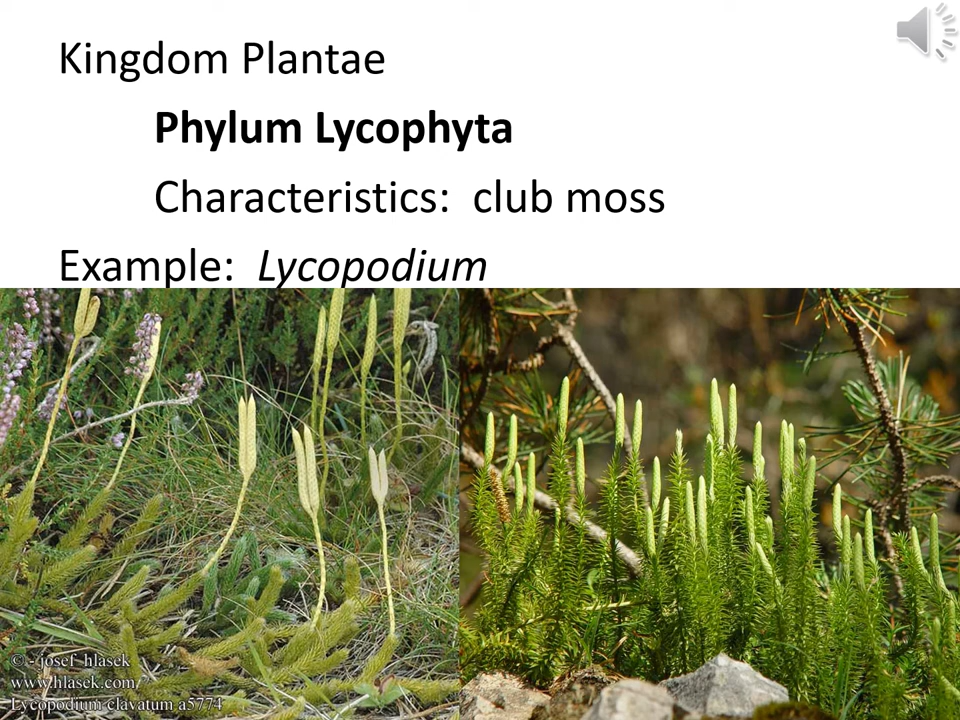 Kingdom Plantae
Phylum Lycophyta
Characteristics: club moss
Example: Lycopodium
© - josef hlasek
www.hlasek.com
Lycopodium clavatum a5774